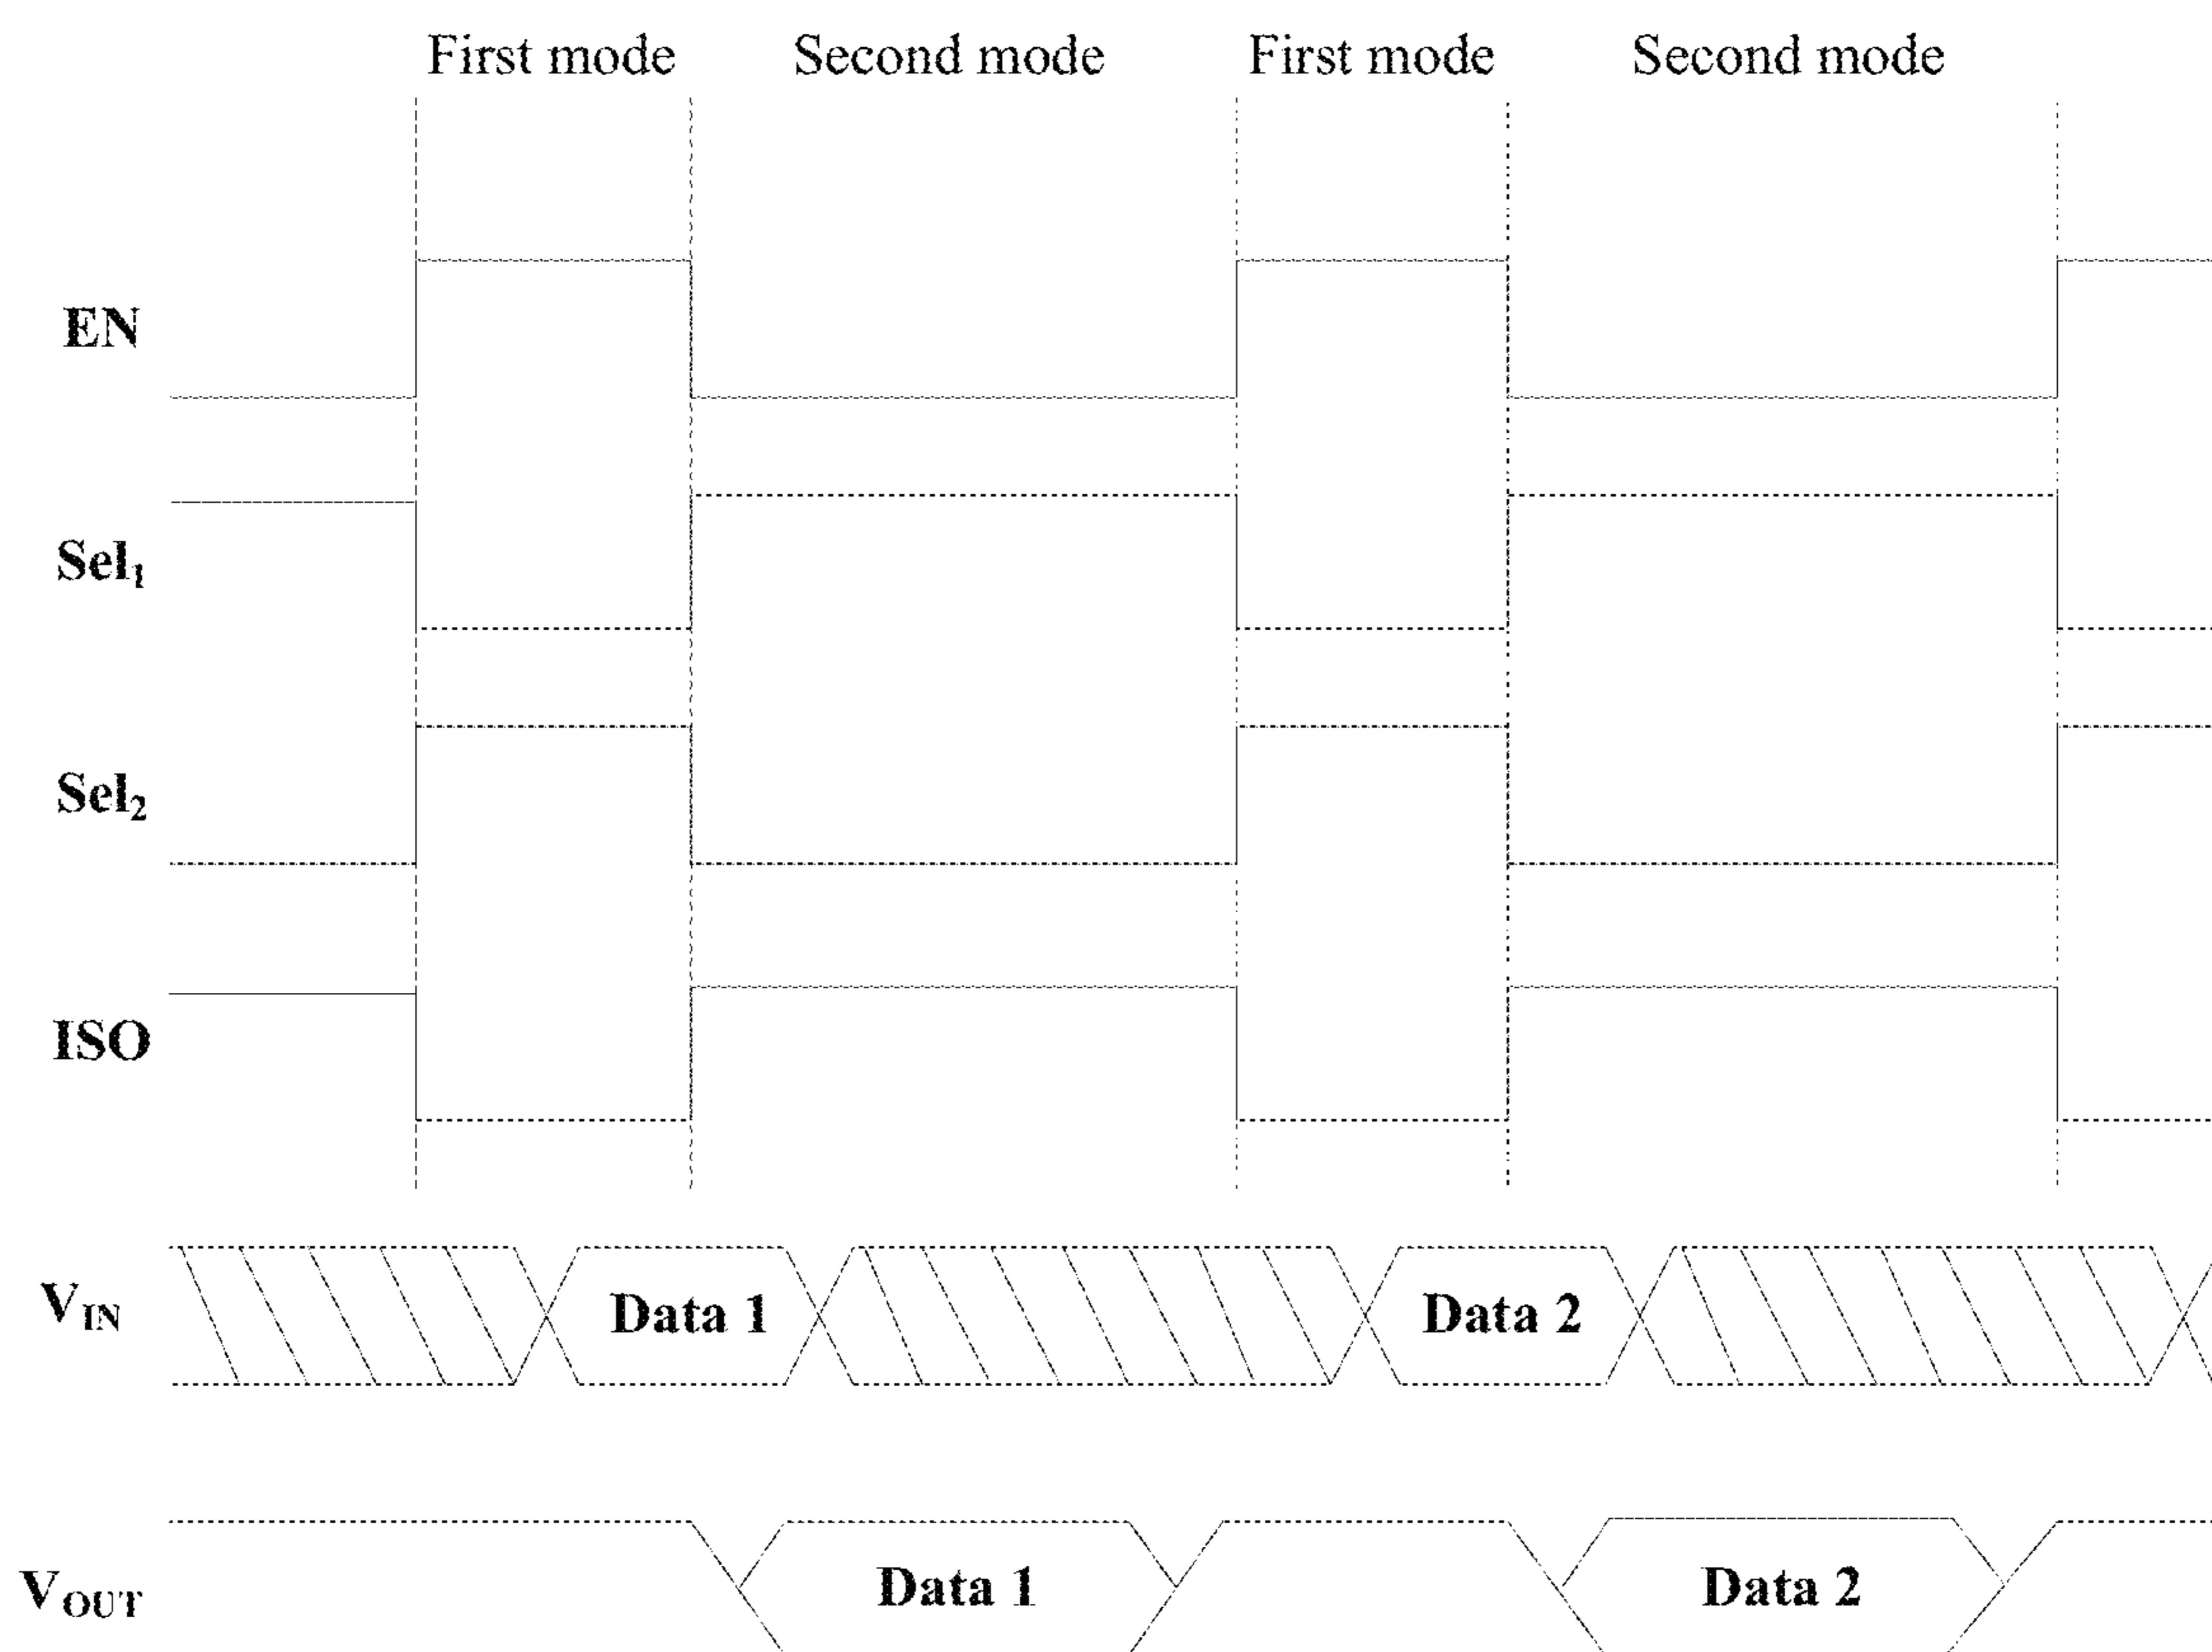 First mode Second mode First mode Second mode
EN
Sel1
Sel2
ISO
VIN Data 1 Data 2
VOUT Data 1 Data 2